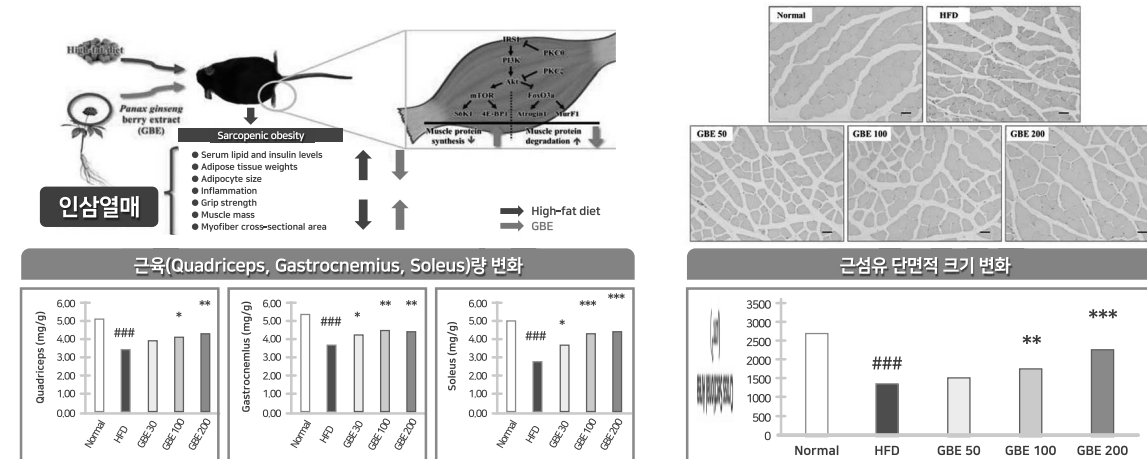 High-fat diet
Panax ginseng
berry extract
(GBE)
인삼열매
Sarcopenic obesity
● Serum lipid and insulin levels
● Adipose tissue weights
● Adipocyte size
● Inflammation
● Grip strength
● Muscle mass
● Myofiber cross-sectional area
IRS1
PKCθ
PI3K
PKCζ
Akt
mTOR
FoxO3a
S6K1
4E-BP1
Atrogin1
MurF1
Muscle protein
synthesis
Muscle protein
degradation
High-fat diet
GBE
Normal
HFD
GBE 50
GBE 100
GBE 200
근육(Quadriceps, Gastrocnemius, Soleus)량 변화
Quadriceps (mg/g)
6.00
5.00
4.00
3.00
2.00
1.00
0.00
###
*
**
Normal
HFD
GBE 30
GBE 100
GBE 200
Gastrocnemius (mg/g)
6.00
5.00
4.00
3.00
2.00
1.00
0.00
###
*
**
**
Normal
HFD
GBE 30
GBE 100
GBE 200
Soleus (mg/g)
6.00
5.00
4.00
3.00
2.00
1.00
0.00
###
*
***
***
Normal
HFD
GBE 30
GBE 100
GBE 200
근섬유 단면적 크기 변화
3500
3000
2500
2000
1500
1000
500
0
###
**
***
Normal
HFD
GBE 50
GBE 100
GBE 200